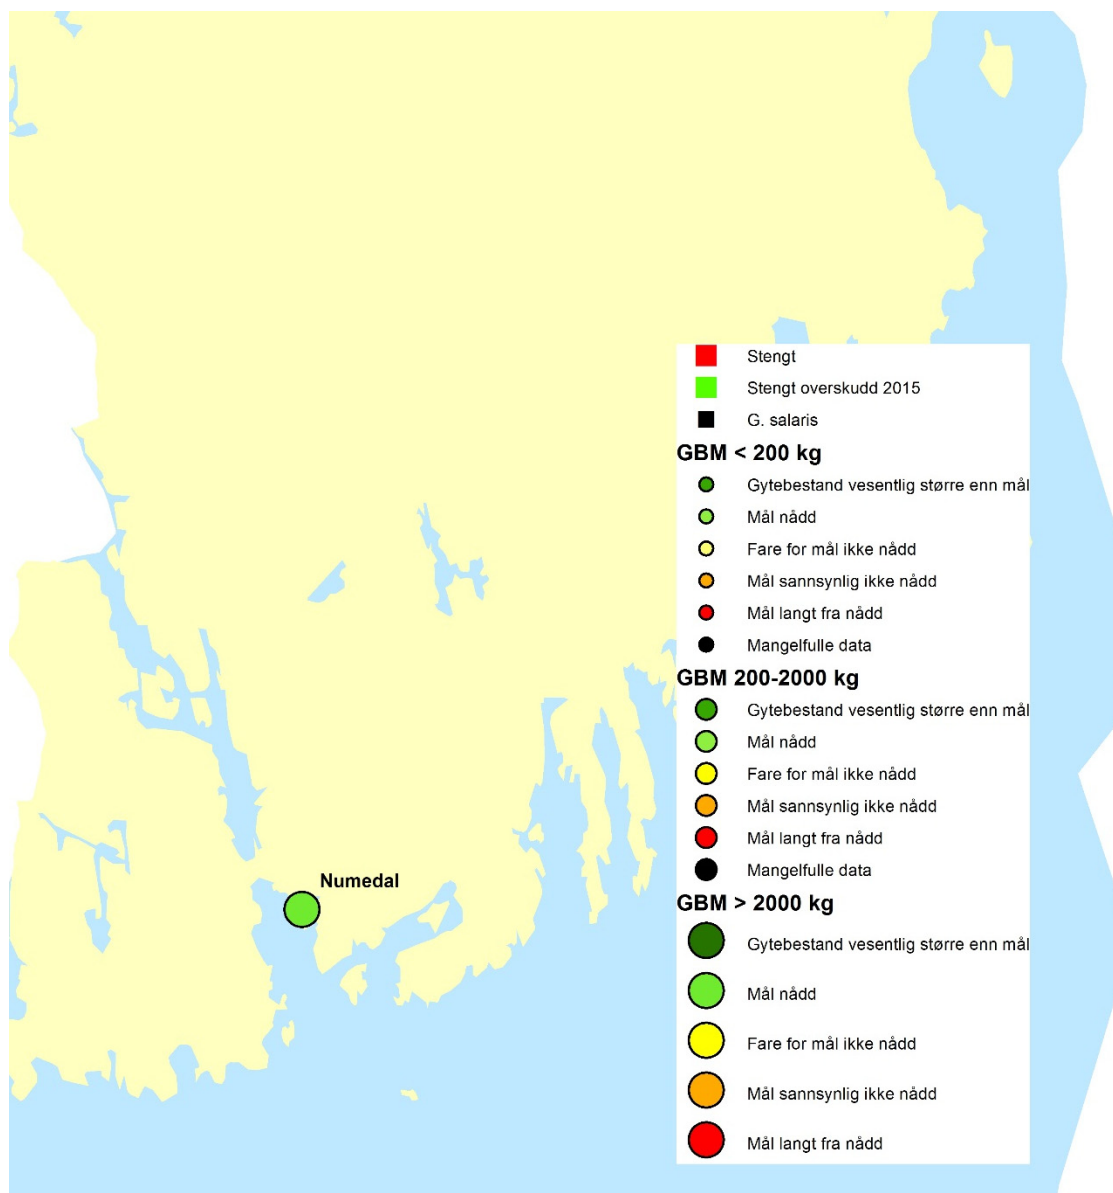 Stengt
Stengt overskudd 2015
G. salaris
GBM < 200 kg
Gytebestand vesentlig større enn mål
Mål nådd
Fare for mål ikke nådd
Mål sannsynlig ikke nådd
Mål langt fra nådd
Mangelfulle data
GBM 200-2000 kg
Gytebestand vesentlig større enn mål
Mål nådd
Fare for mål ikke nådd
Mål sannsynlig ikke nådd
Mål langt fra nådd
Mangelfulle data
Numedal
GBM > 2000 kg
Gytebestand vesentlig større enn mål
Mål nådd
Fare for mål ikke nådd
Mål sannsynlig ikke nådd
Mål langt fra nådd